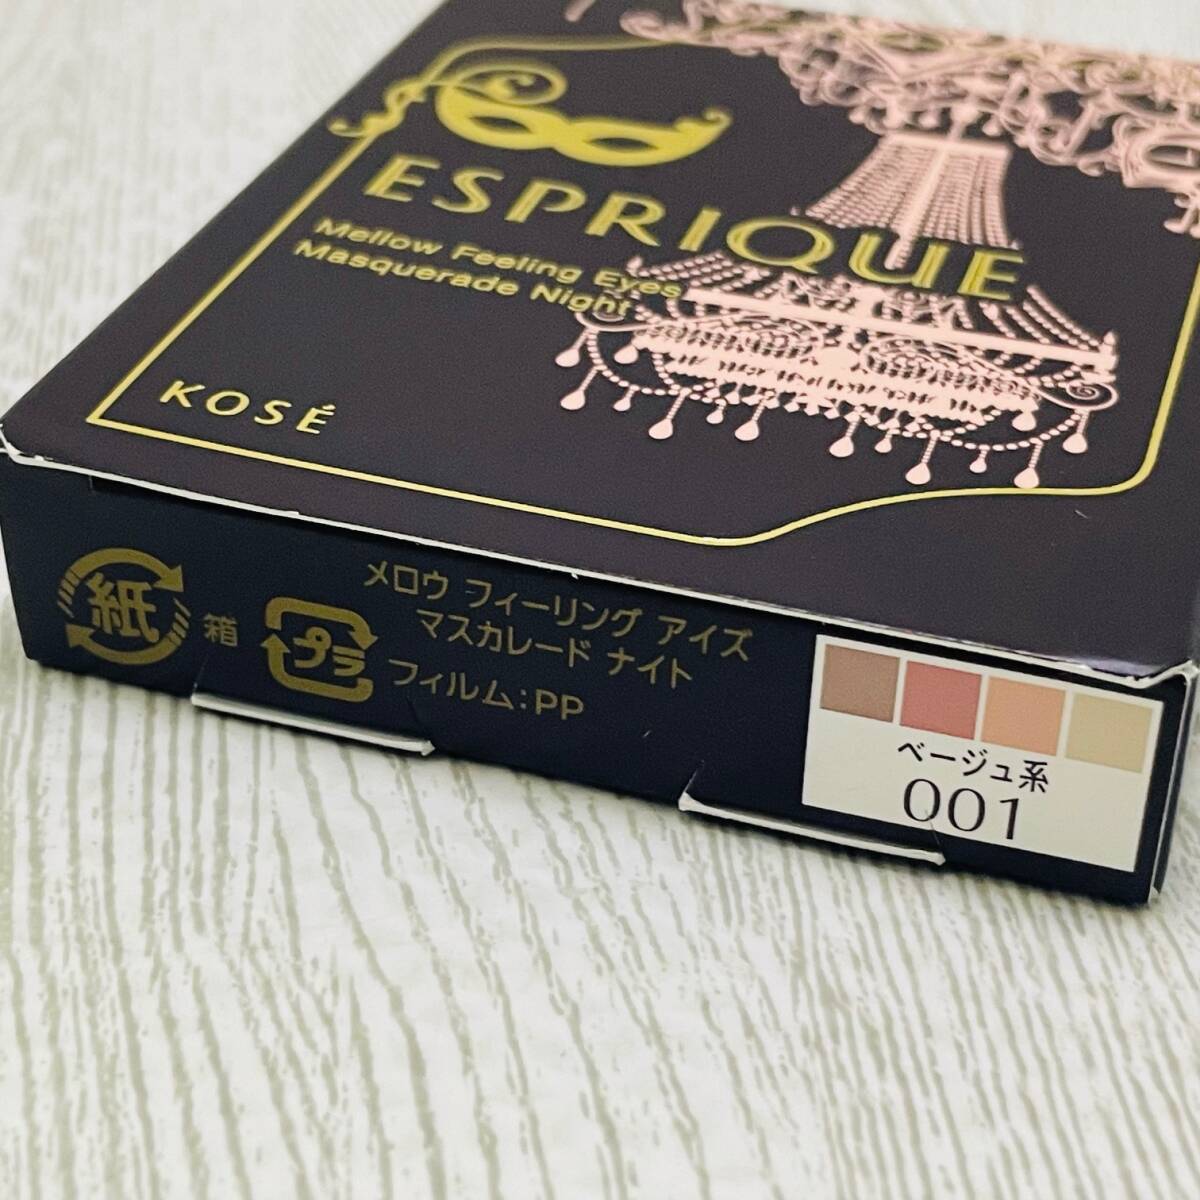 ESPRIQUE
Mellow Feeling Eyes
Masquerade Night
KOSÉ
紙
箱
プラ
フィルム:PP
メロウ フィーリング アイズ
マスカレード ナイト
ベージュ系
001